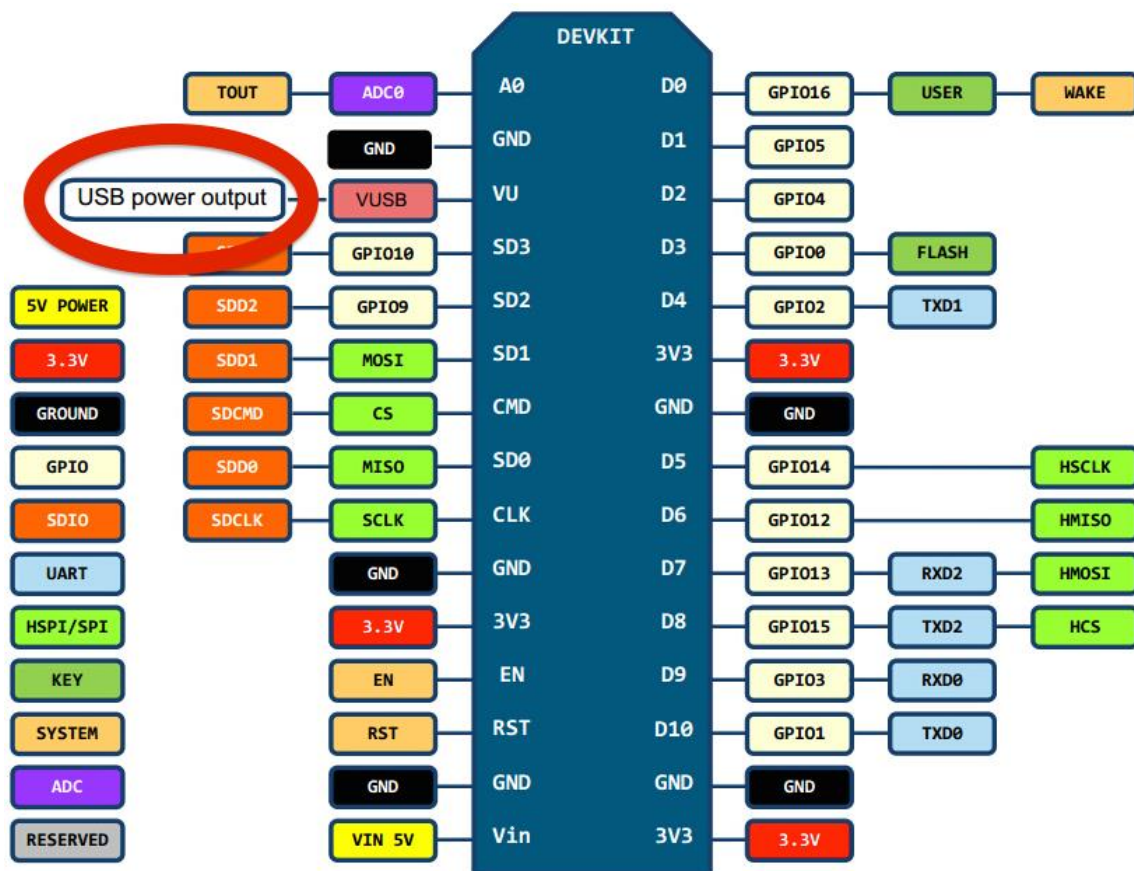 DEVKIT
TOUT ADC0 A0 D0 GPIO16 USER WAKE
GND GND D1 GPIO5
USB power output VUSB VU D2 GPIO4
GPIO10 SD3 D3 GPIO0 FLASH
5V POWER SDD2 GPIO9 SD2 D4 GPIO2 TXD1
3.3V SDD1 MOSI SD1 3V3 3.3V
GROUND SDCMD CS CMD GND GND
GPIO SDD0 MISO SD0 D5 GPIO14 HSCLK
SDIO SDCLK SCLK CLK D6 GPIO12 HMISO
UART GND GND D7 GPIO13 RXD2 HMOSI
HSPI/SPI 3.3V 3V3 D8 GPIO15 TXD2 HCS
KEY EN EN D9 GPIO3 RXD0
SYSTEM RST RST D10 GPIO1 TXD0
ADC GND GND GND GND
RESERVED VIN 5V Vin 3V3 3.3V